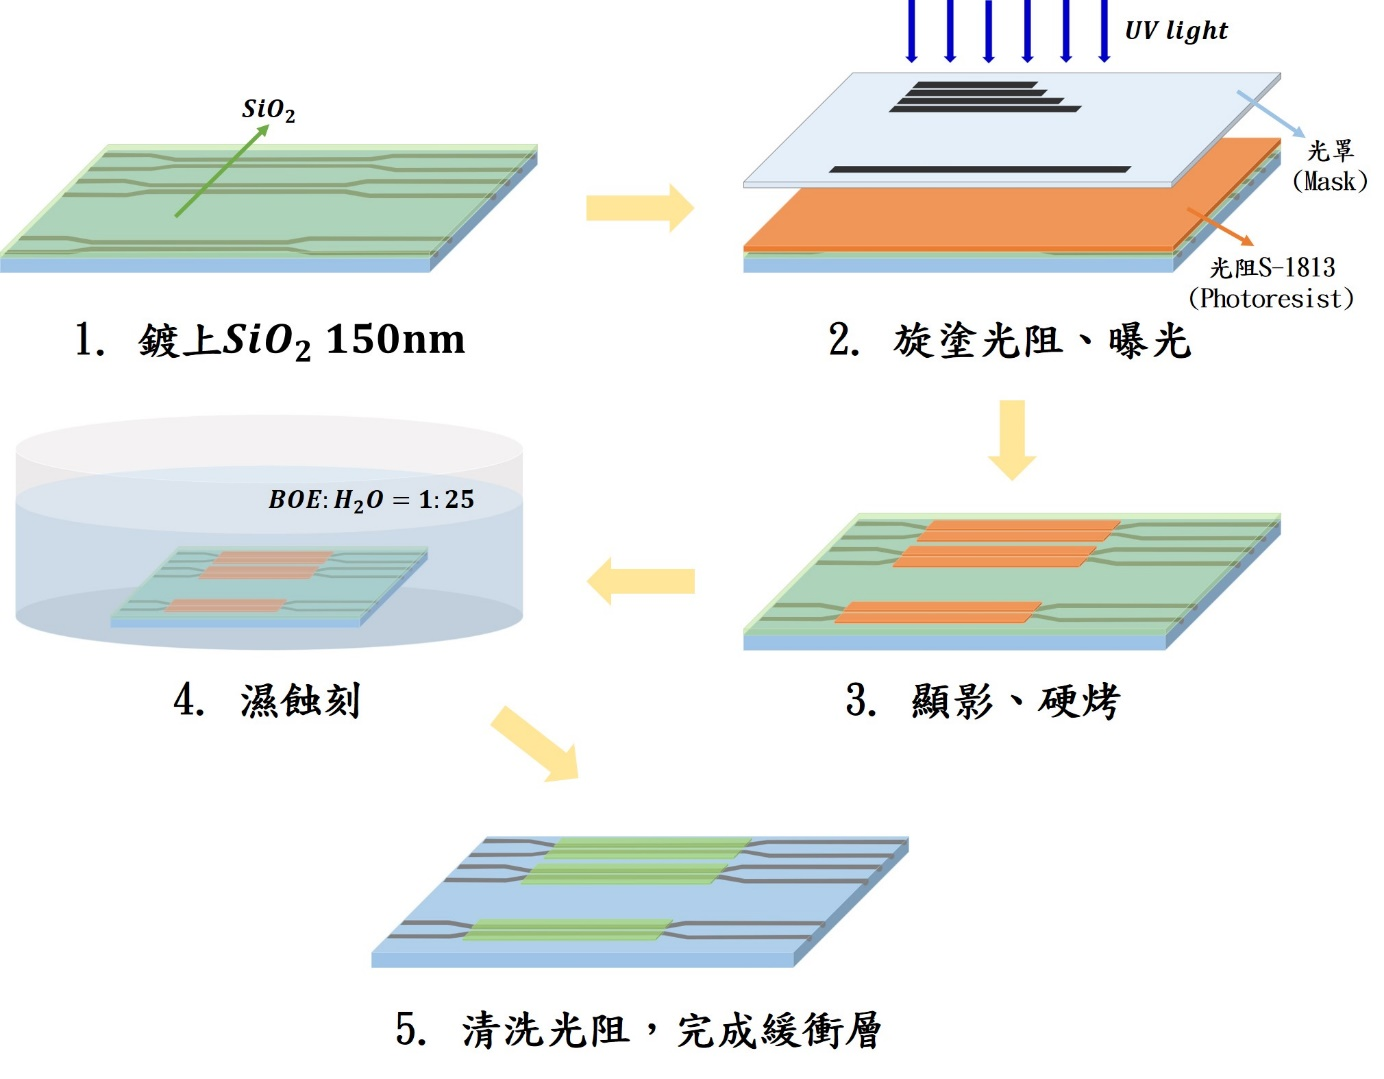 SiO₂
1. 鍍上SiO₂ 150nm
UV light
光罩
(Mask)
光阻S-1813
(Photoresist)
2. 旋塗光阻、曝光
3. 顯影、硬烤
BOE:H₂O = 1:25
4. 濕蝕刻
5. 清洗光阻，完成緩衝層